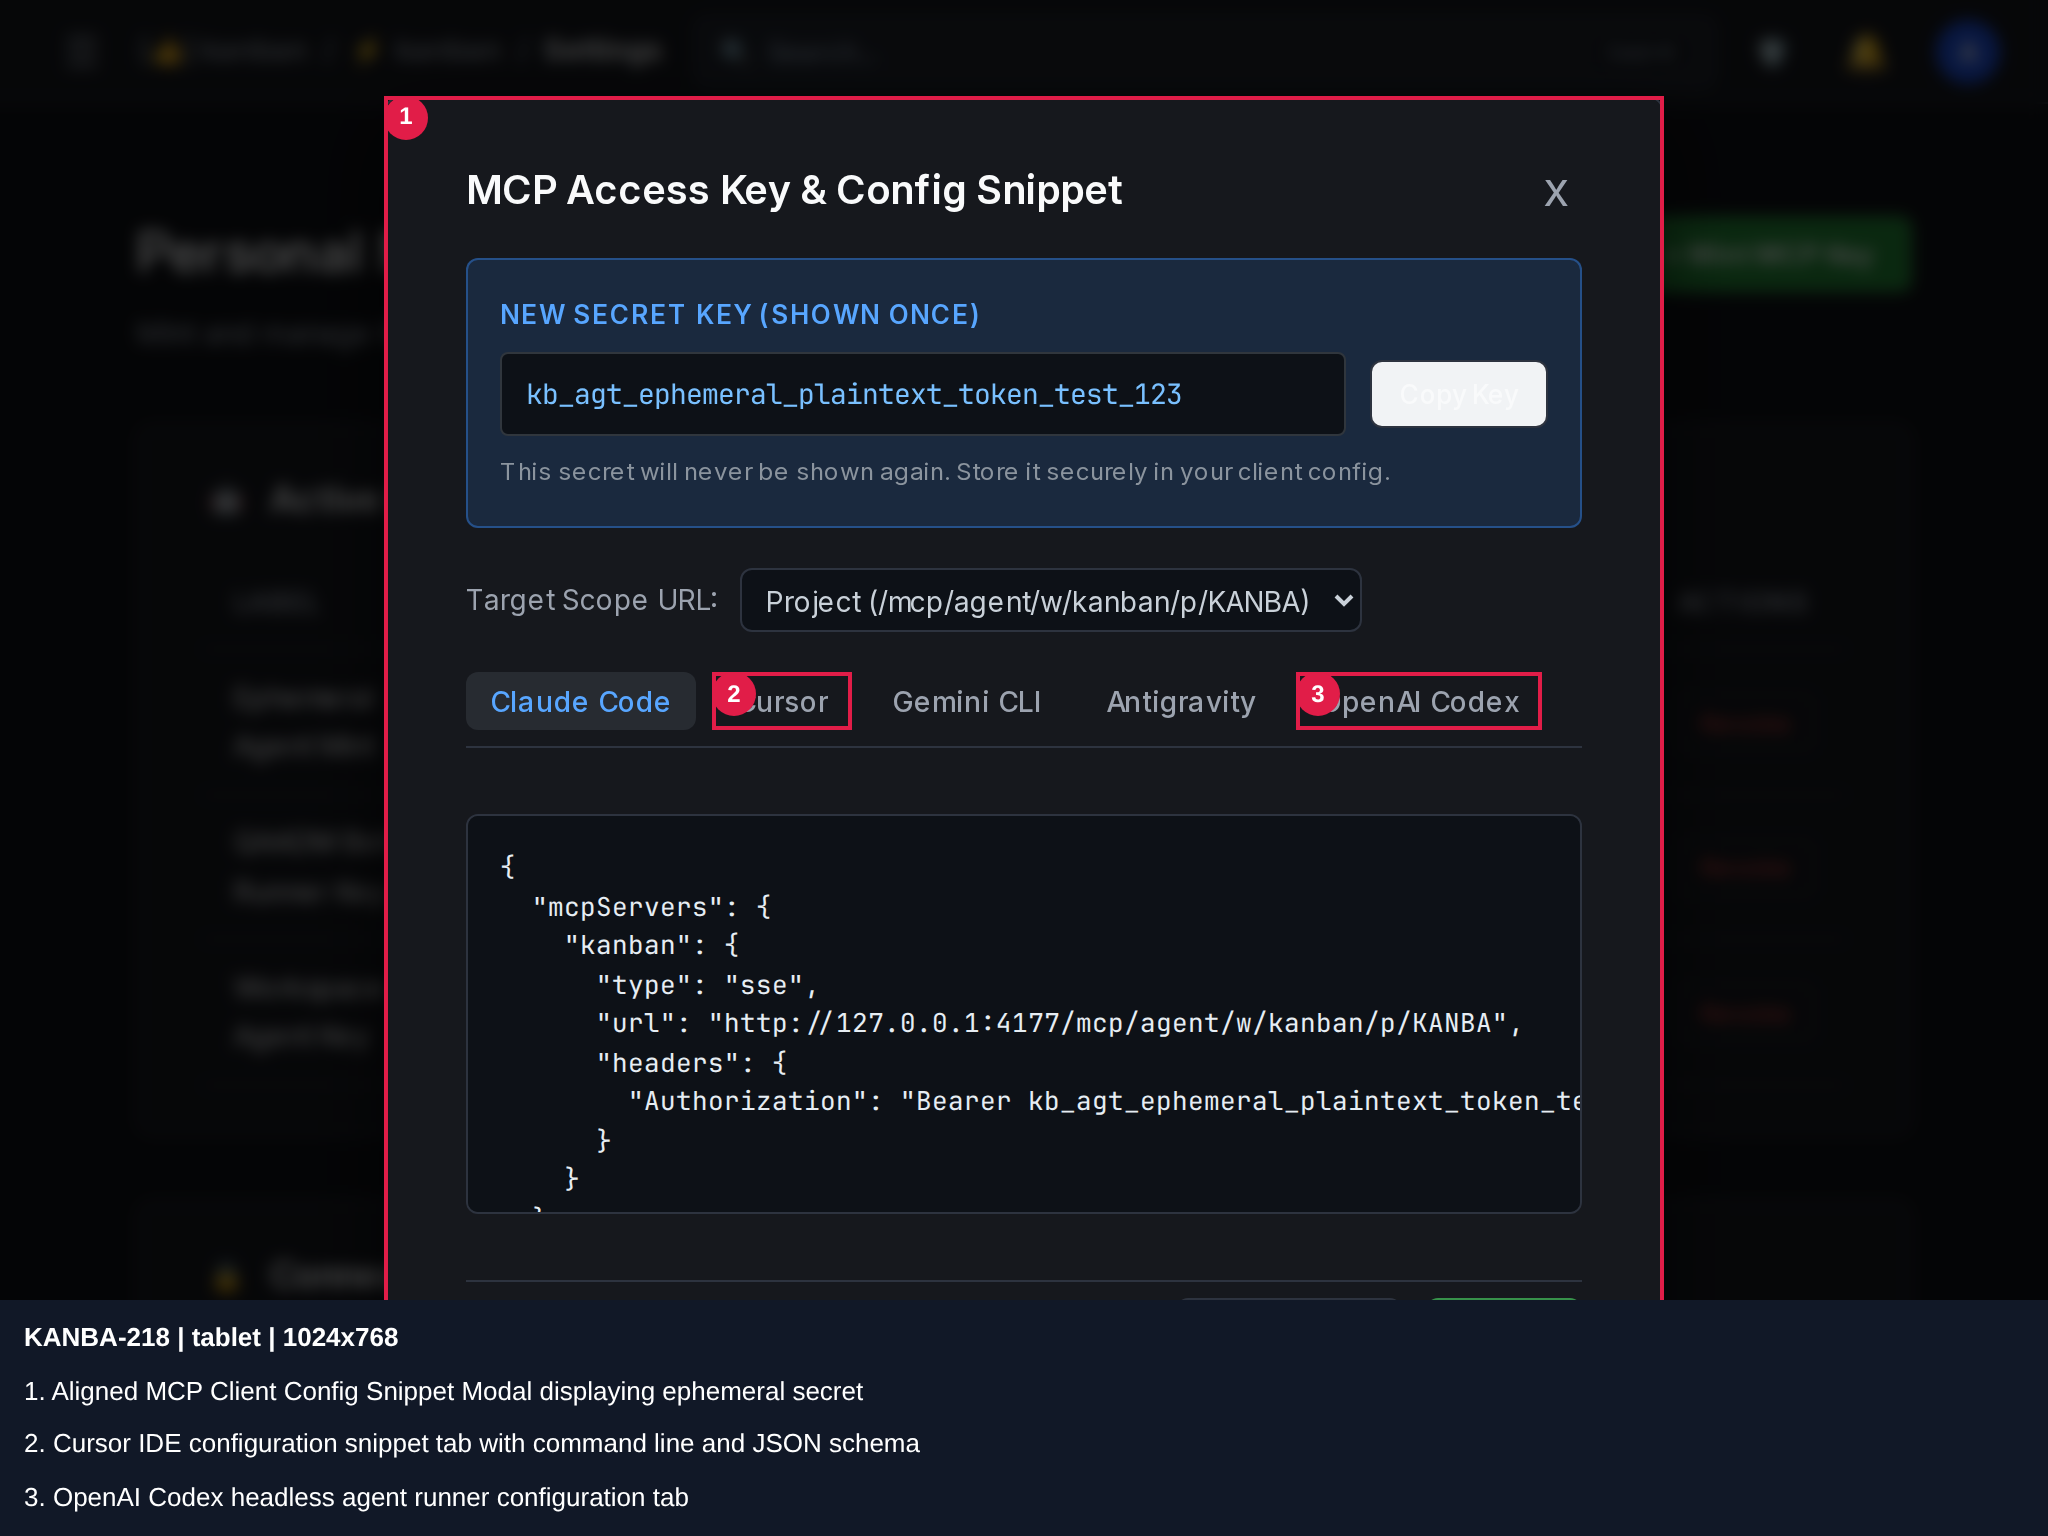 Settings
Search...
1
MCP Access Key & Config Snippet
X
Personal
NEW SECRET KEY (SHOWN ONCE)
kb_agt_ephemeral_plaintext_token_test_123
Copy Key
This secret will never be shown again. Store it securely in your client config.
Target Scope URL:
Project (/mcp/agent/w/kanban/p/KANBA)
Claude Code
2
ursor
Gemini CLI
Antigravity
3
penAI Codex
{
"mcpServers": {
"kanban": {
"type": "sse",
"url": "http://127.0.0.1:4177/mcp/agent/w/kanban/p/KANBA",
"headers": {
"Authorization": "Bearer kb_agt_ephemeral_plaintext_token_te
}
}
}
Active
KANBA-218 | tablet | 1024x768
1. Aligned MCP Client Config Snippet Modal displaying ephemeral secret
2. Cursor IDE configuration snippet tab with command line and JSON schema
3. OpenAI Codex headless agent runner configuration tab